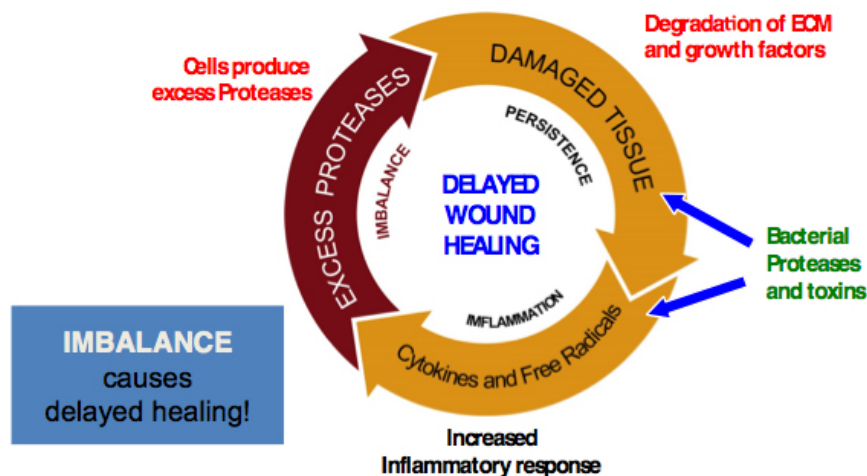 Degradation of ECM
and growth factors
Cells produce
excess Proteases
DAMAGED TISSUE
EXCESS PROTEASES
PERSISTENCE
IMBALANCE
DELAYED
WOUND
HEALING
Bacterial
Proteases
and toxins
IMFLAMMATION
Cytokines and Free Radicals
IMBALANCE
causes
delayed healing!
Increased
Inflammatory response